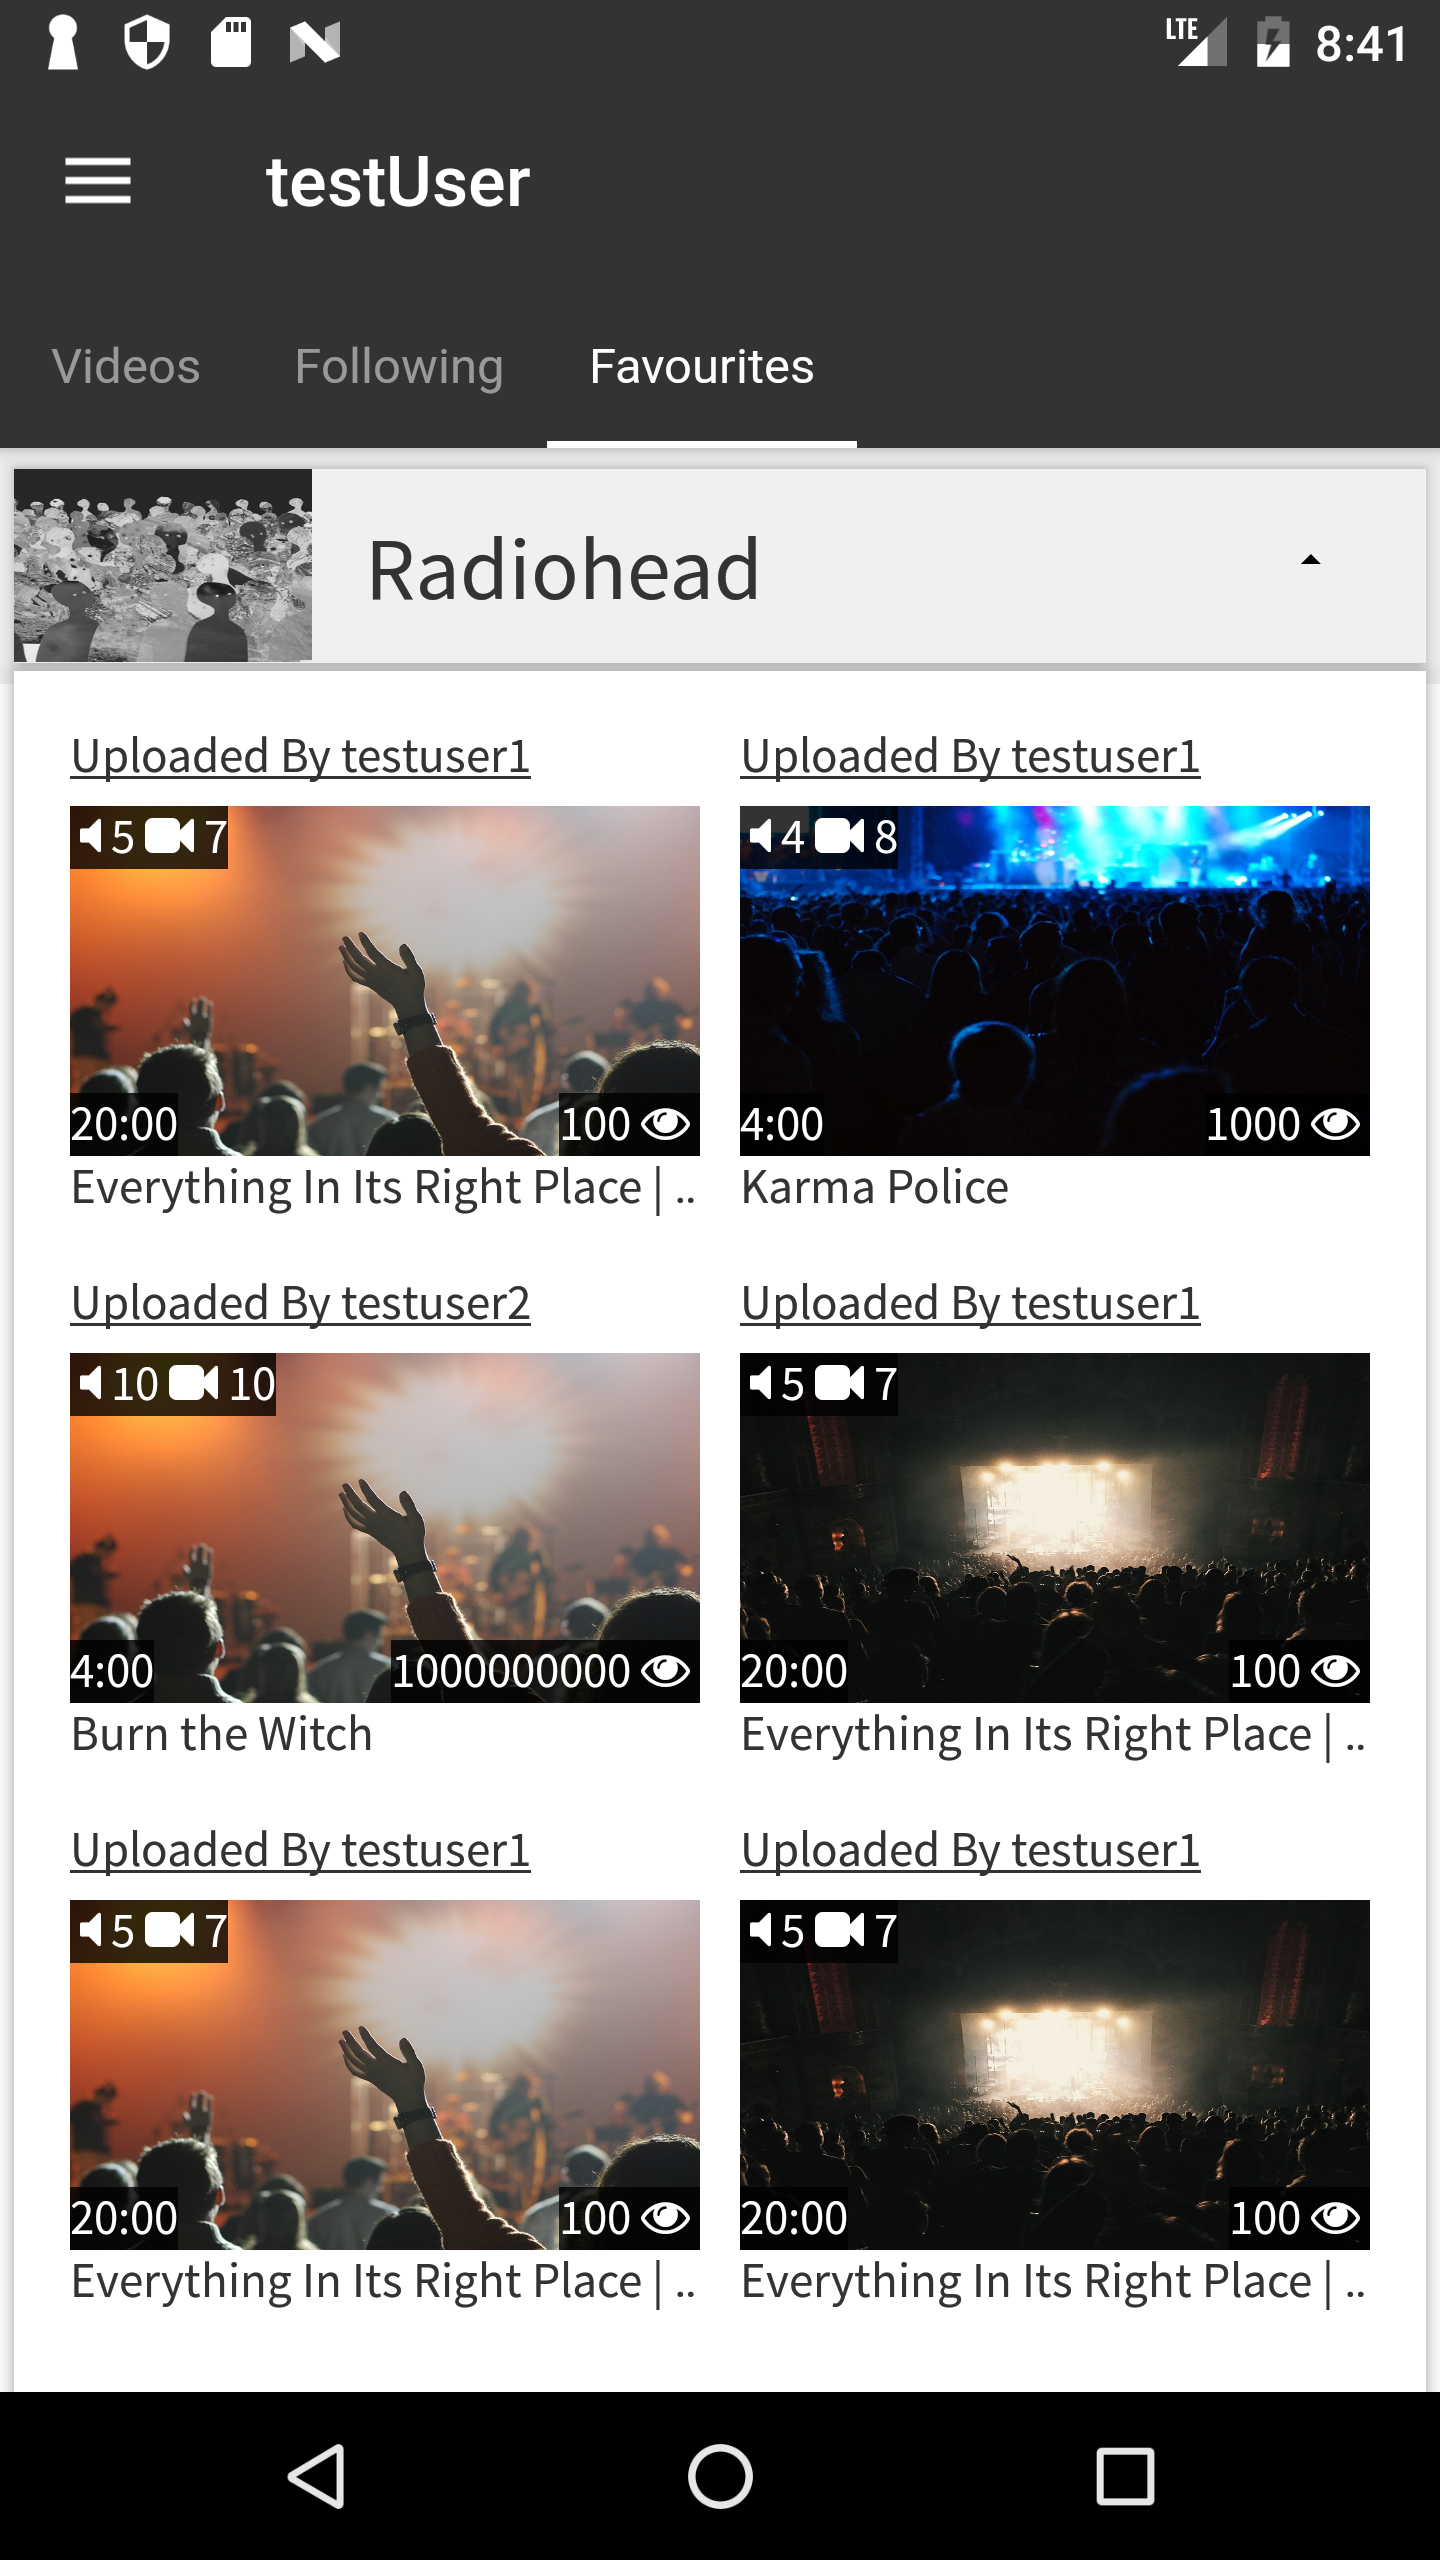 LTE 8:41
testUser
Videos Following Favourites
Radiohead
Uploaded By testuser1 Uploaded By testuser1
5 7 4 8
20:00 100 4:00 1000
Everything In Its Right Place | .. Karma Police
Uploaded By testuser2 Uploaded By testuser1
10 10 5 7
4:00 1000000000 20:00 100
Burn the Witch Everything In Its Right Place | ..
Uploaded By testuser1 Uploaded By testuser1
5 7 5 7
20:00 100 20:00 100
Everything In Its Right Place | .. Everything In Its Right Place | ..